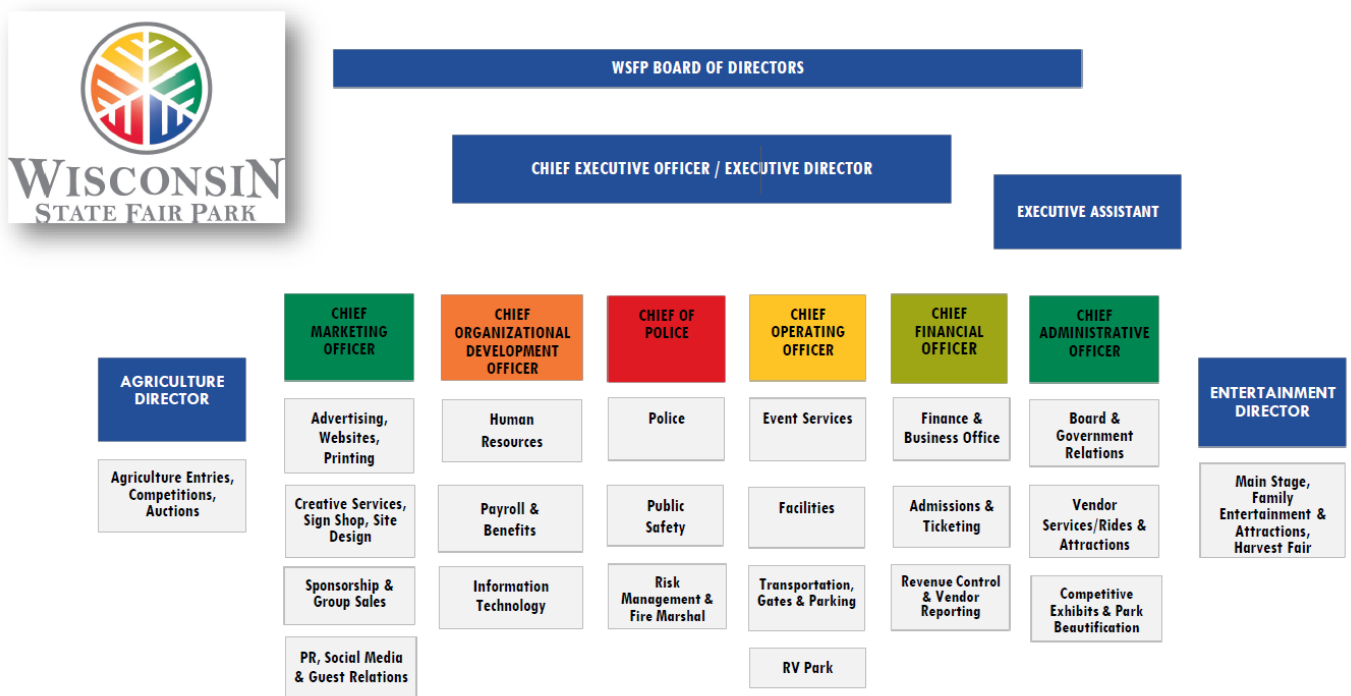 WISCONSIN
STATE FAIR PARK
WSFP BOARD OF DIRECTORS
CHIEF EXECUTIVE OFFICER / EXECUTIVE DIRECTOR
EXECUTIVE ASSISTANT
AGRICULTURE
DIRECTOR
Agriculture Entries,
Competitions,
Auctions
CHIEF
MARKETING
OFFICER
Advertising,
Websites,
Printing
Creative Services,
Sign Shop, Site
Design
Sponsorship &
Group Sales
PR, Social Media
& Guest Relations
CHIEF
ORGANIZATIONAL
DEVELOPMENT
OFFICER
Human
Resources
Payroll &
Benefits
Information
Technology
CHIEF OF
POLICE
Police
Public
Safety
Risk
Management &
Fire Marshal
CHIEF
OPERATING
OFFICER
Event Services
Facilities
Transportation,
Gates & Parking
RV Park
CHIEF
FINANCIAL
OFFICER
Finance &
Business Office
Admissions &
Ticketing
Revenue Control
& Vendor
Reporting
CHIEF
ADMINISTRATIVE
OFFICER
Board &
Government
Relations
Vendor
Services/Rides &
Attractions
Competitive
Exhibits & Park
Beautification
ENTERTAINMENT
DIRECTOR
Main Stage,
Family
Entertainment &
Attractions,
Harvest Fair